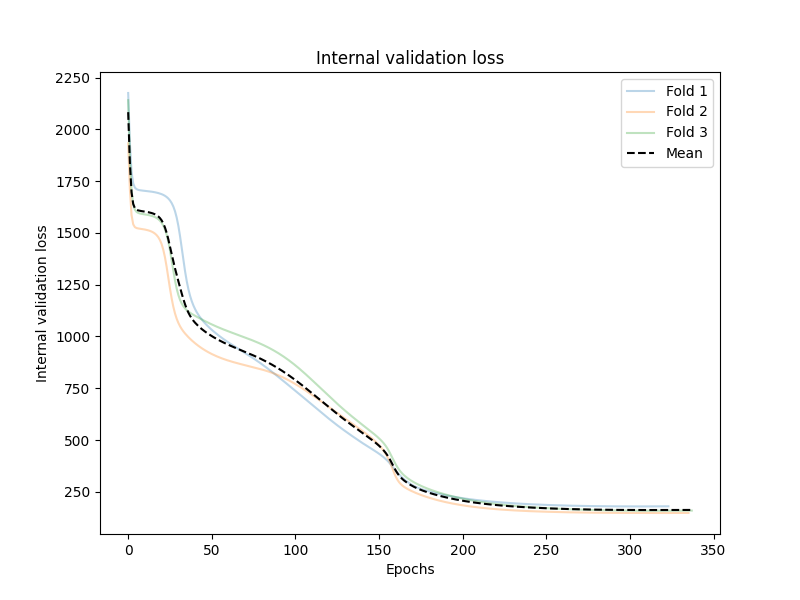 Internal validation loss
2250
2000
1750
1500
1250
1000
750
500
250
Internal validation loss
0
50
100
150
200
250
300
350
Epochs
Fold 1
Fold 2
Fold 3
Mean